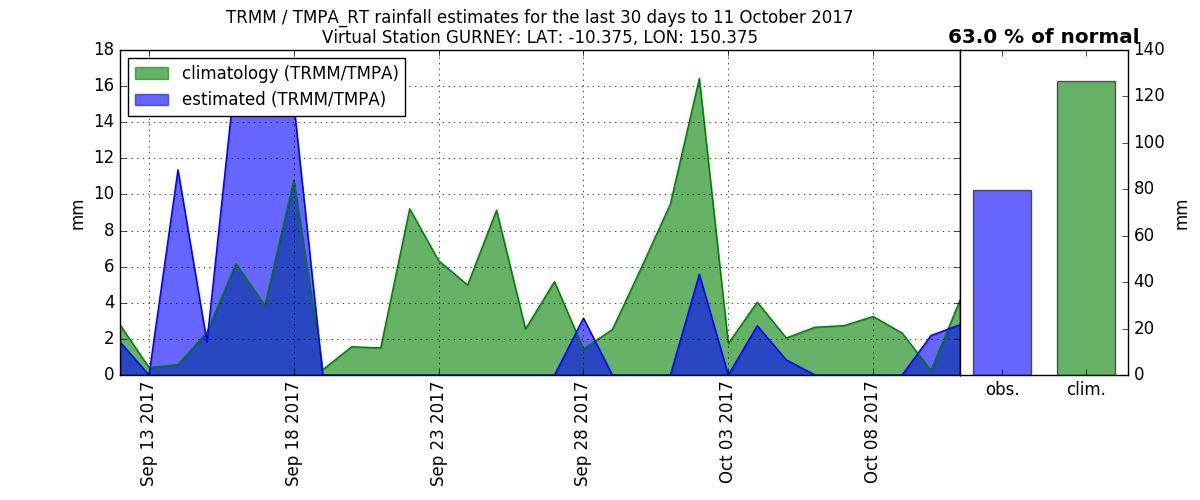 TRMM / TMPA_RT rainfall estimates for the last 30 days to 11 October 2017
Virtual Station GURNEY: LAT: -10.375, LON: 150.375
63.0 % of normal
climatology (TRMM/TMPA)
estimated (TRMM/TMPA)
18
16
14
12
10
8
6
4
2
0
mm
Sep 13 2017
Sep 18 2017
Sep 23 2017
Sep 28 2017
Oct 03 2017
Oct 08 2017
obs.
clim.
140
120
100
80
60
40
20
0
mm